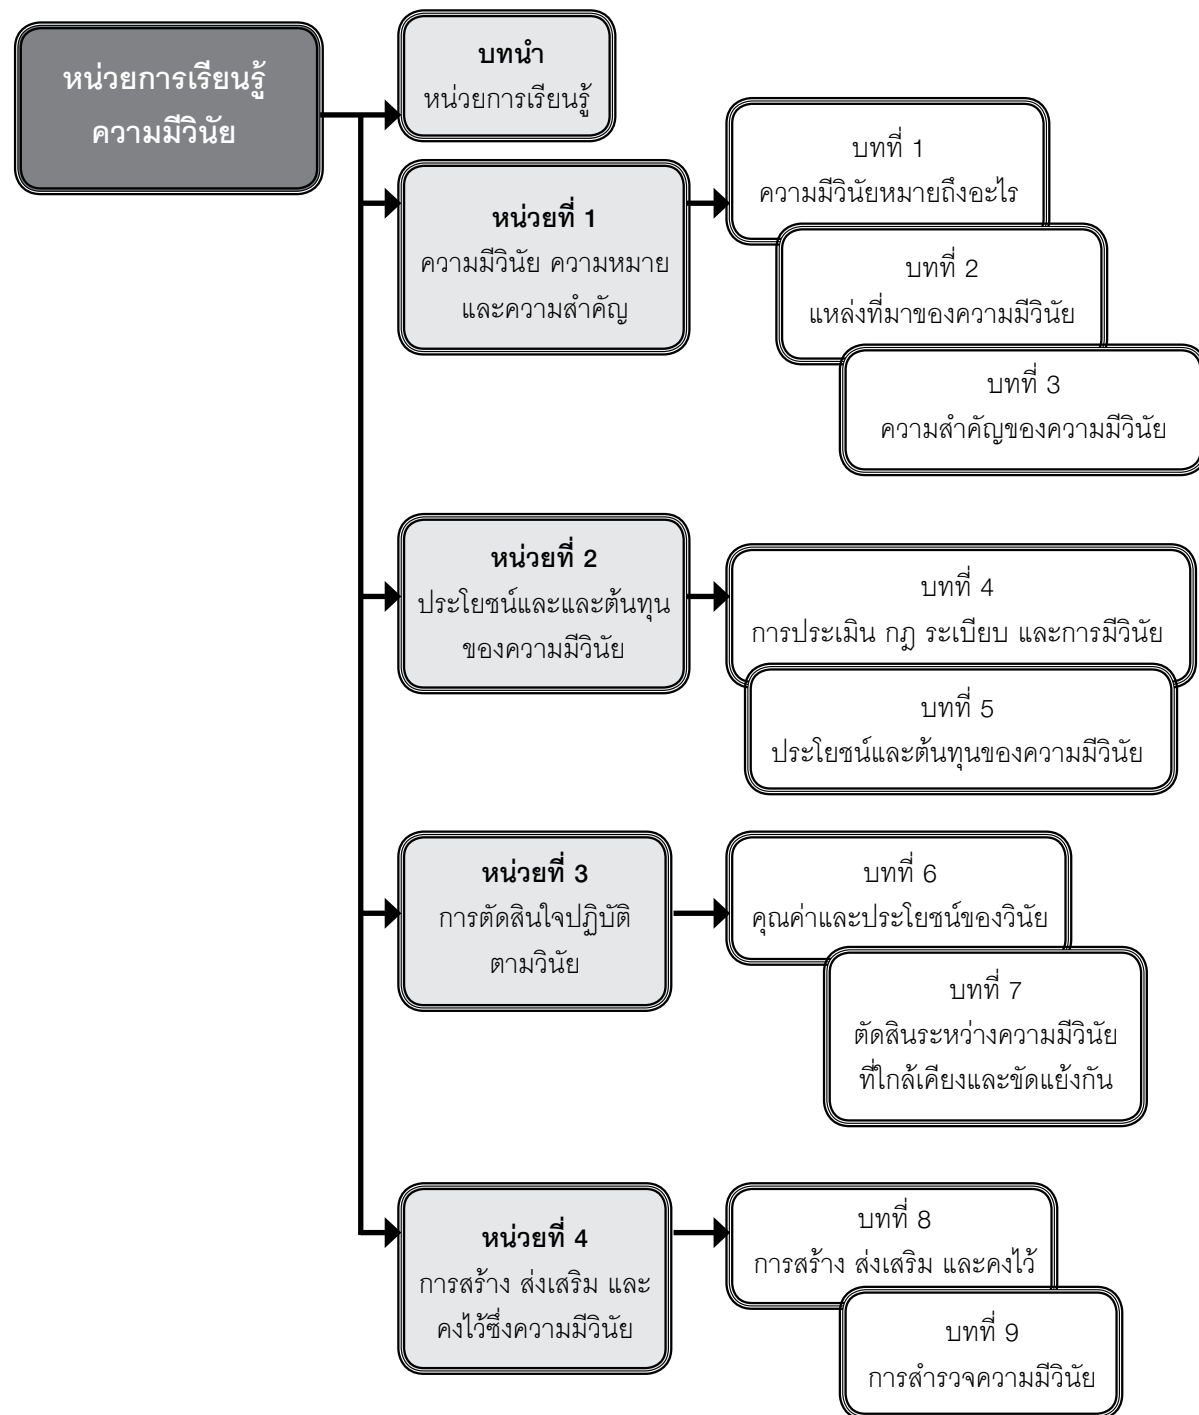 หน่วยการเรียนรู้
ความมีวินัย
บทนำ
หน่วยการเรียนรู้
หน่วยที่ 1
ความมีวินัย ความหมาย
และความสำคัญ
บทที่ 1
ความมีวินัยหมายถึงอะไร
บทที่ 2
แหล่งที่มาของความมีวินัย
บทที่ 3
ความสำคัญของความมีวินัย
หน่วยที่ 2
ประโยชน์และและต้นทุน
ของความมีวินัย
บทที่ 4
การประเมิน กฎ ระเบียบ และการมีวินัย
บทที่ 5
ประโยชน์และต้นทุนของความมีวินัย
หน่วยที่ 3
การตัดสินใจปฏิบัติ
ตามวินัย
บทที่ 6
คุณค่าและประโยชน์ของวินัย
บทที่ 7
ตัดสินระหว่างความมีวินัย
ที่ใกล้เคียงและขัดแย้งกัน
หน่วยที่ 4
การสร้าง ส่งเสริม และ
คงไว้ซึ่งความมีวินัย
บทที่ 8
การสร้าง ส่งเสริม และคงไว้
บทที่ 9
การสำรวจความมีวินัย